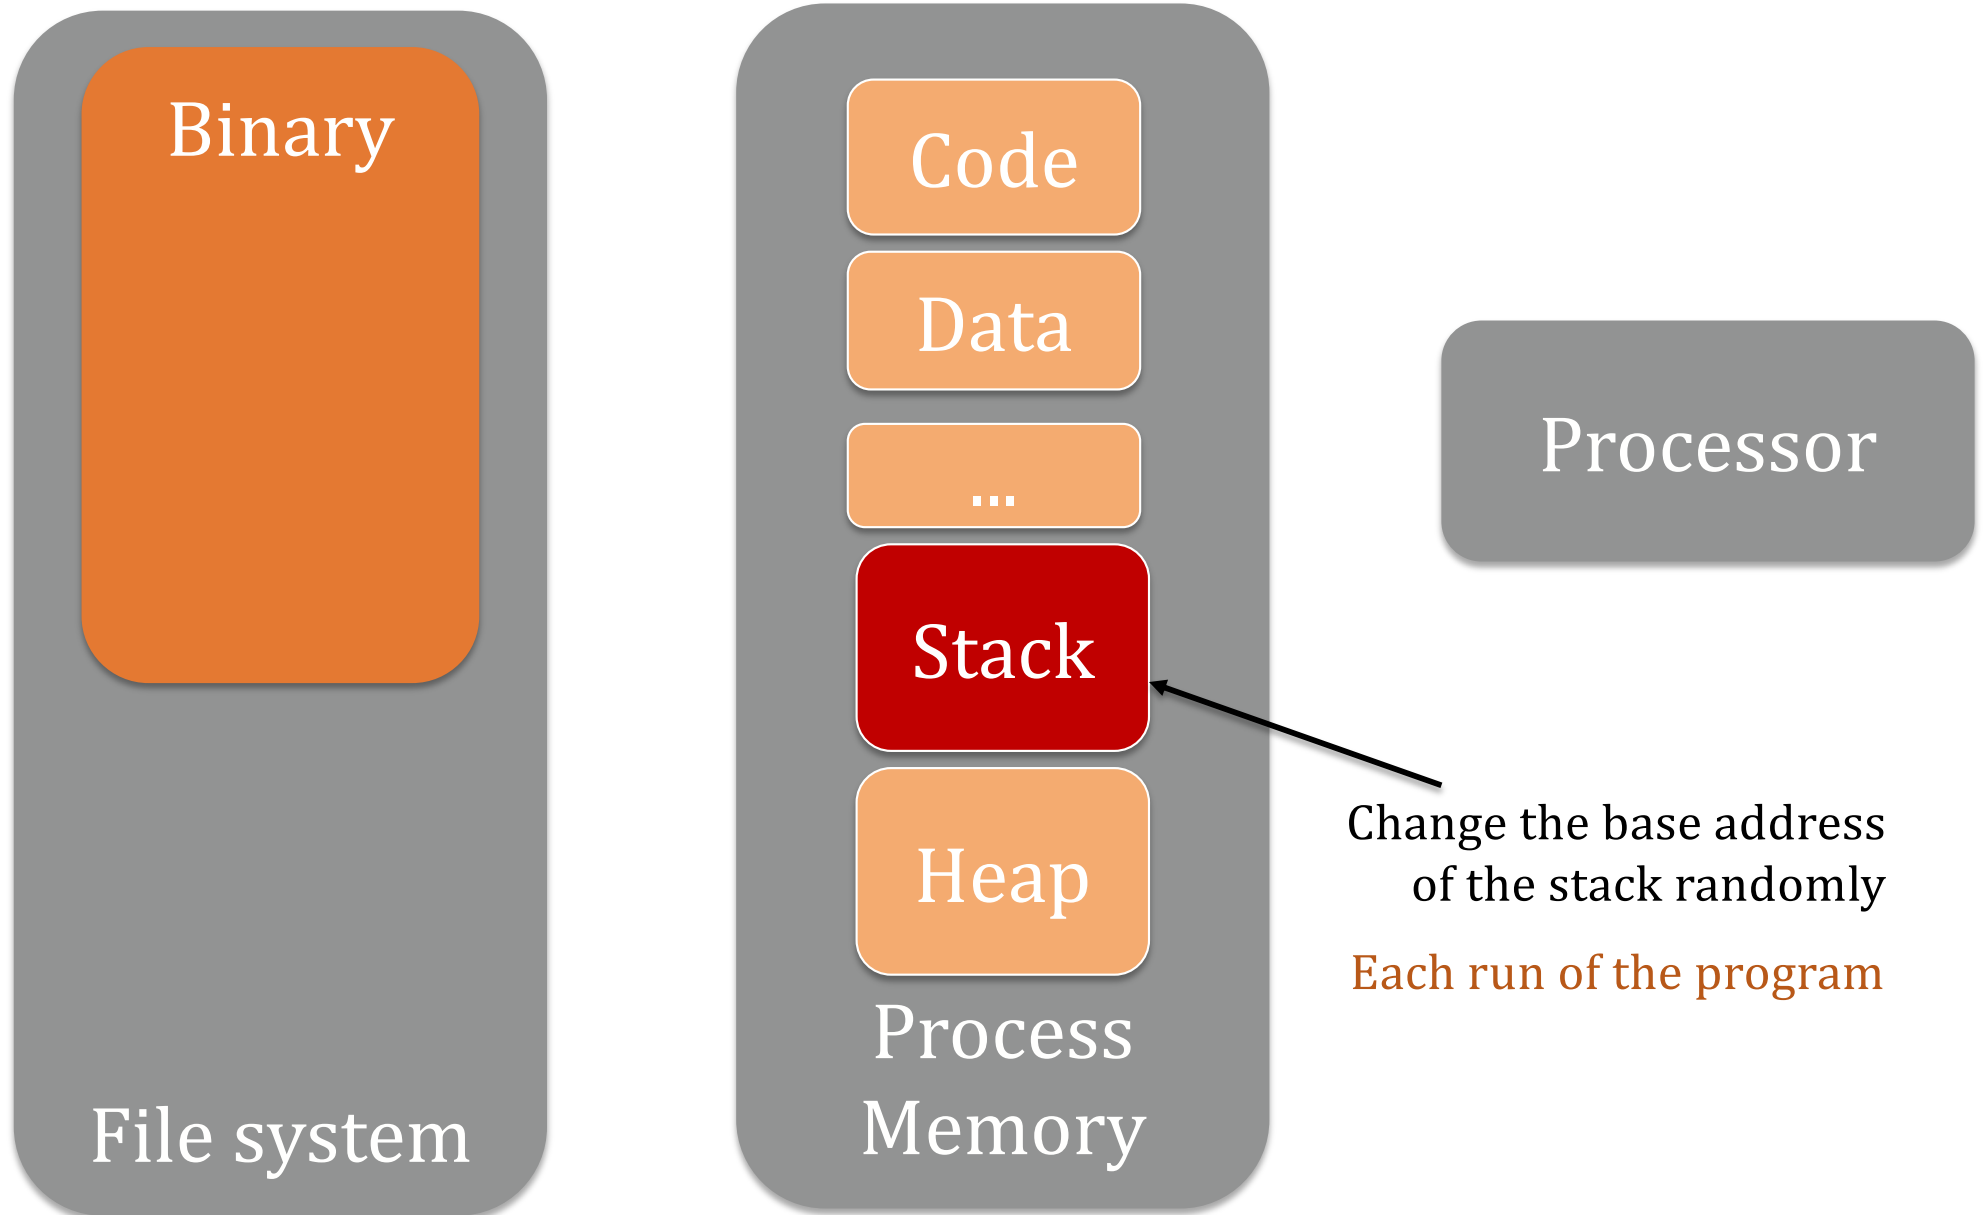 Binary
File system
Code
Data
...
Stack
Heap
Process
Memory
Processor
Change the base address
of the stack randomly
Each run of the program